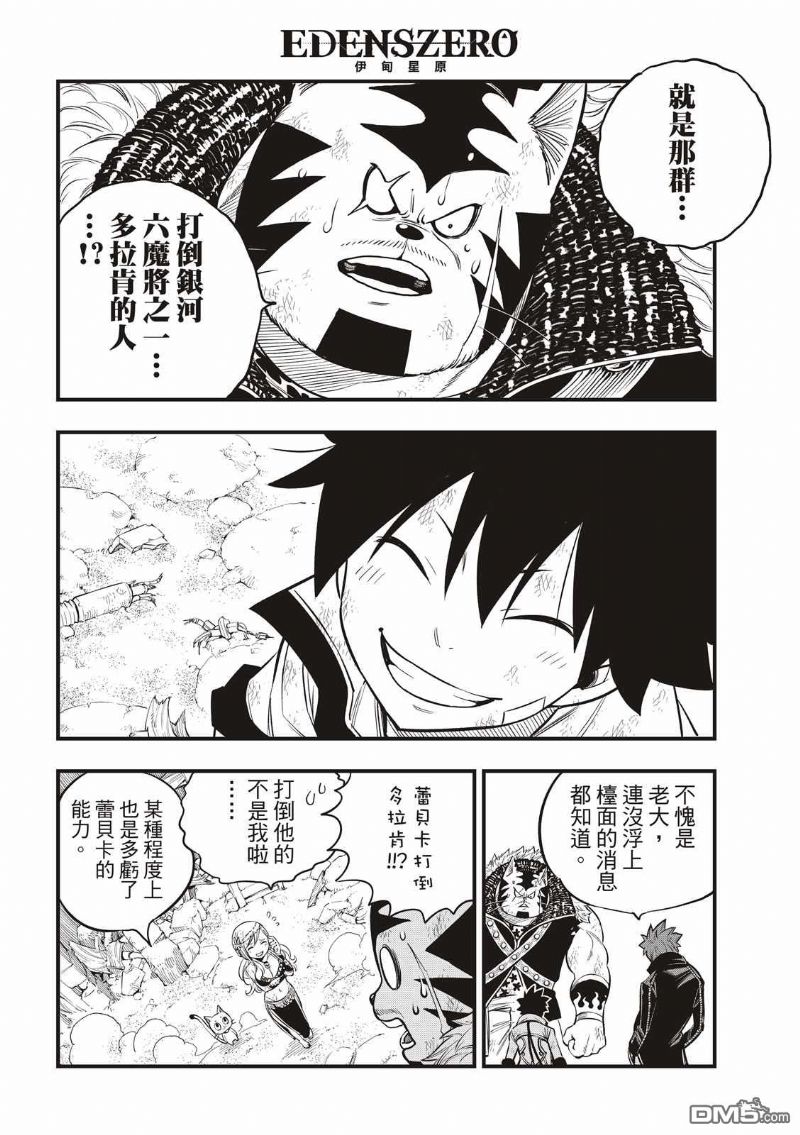 EDENSZERO
伊甸星原
就是那群…
打倒銀河
六魔將之一…
多拉肯的人
…!?
不愧是
老大，
連沒浮上
檯面的消息
都知道。
蕾貝卡打倒
多拉肯!!?
打倒他的
不是我啦
……
某種程度上
也是多虧了
蕾貝卡的
能力。
DM5.com